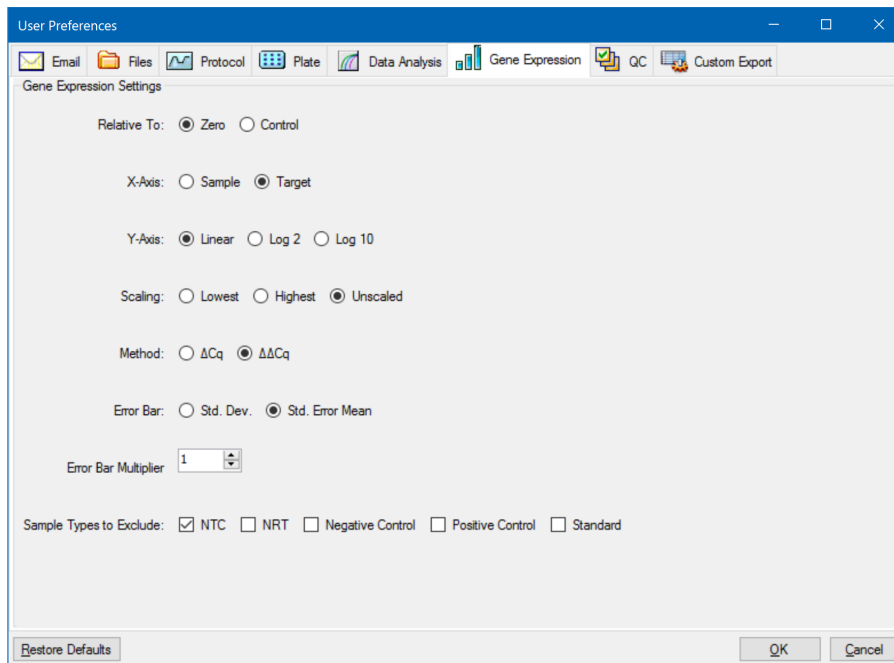 User Preferences
Email Files Protocol Plate Data Analysis Gene Expression QC Custom Export
Gene Expression Settings
Relative To: Zero Control
X-Axis: Sample Target
Y-Axis: Linear Log 2 Log 10
Scaling: Lowest Highest Unscaled
Method: ΔCq ΔΔCq
Error Bar: Std. Dev. Std. Error Mean
Error Bar Multiplier 1
Sample Types to Exclude: NTC NRT Negative Control Positive Control Standard
Restore Defaults OK Cancel